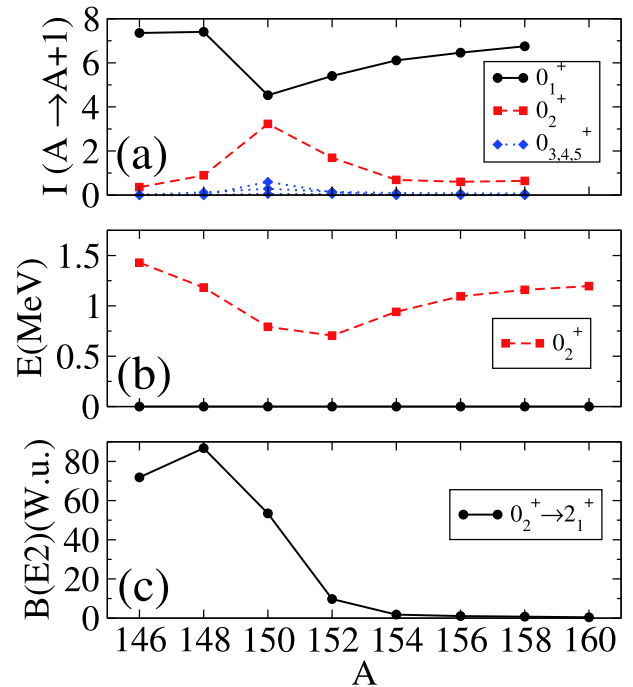 8
6
4
2
0
I (A →A+1)
(a)
0₁⁺
0₂⁺
0₃,₄,₅⁺
1.5
1
0.5
0
E(MeV)
(b)
0₂⁺
80
60
40
20
0
B(E2)(W.u.)
(c)
0₂⁺→2₁⁺
146 148 150 152 154 156 158 160
A